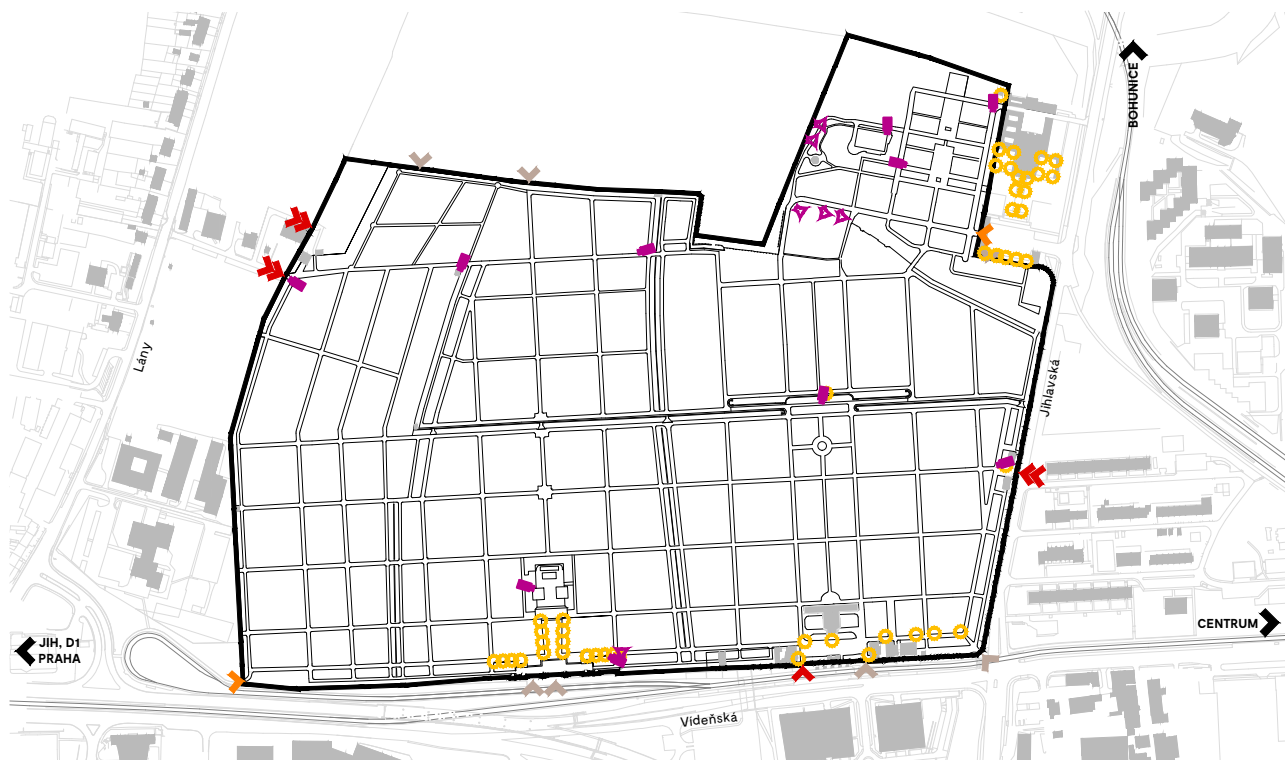 BOHUNICE
Lány
Jihlavská
CENTRUM
JIH, D1
PRAHA
Vídeňská